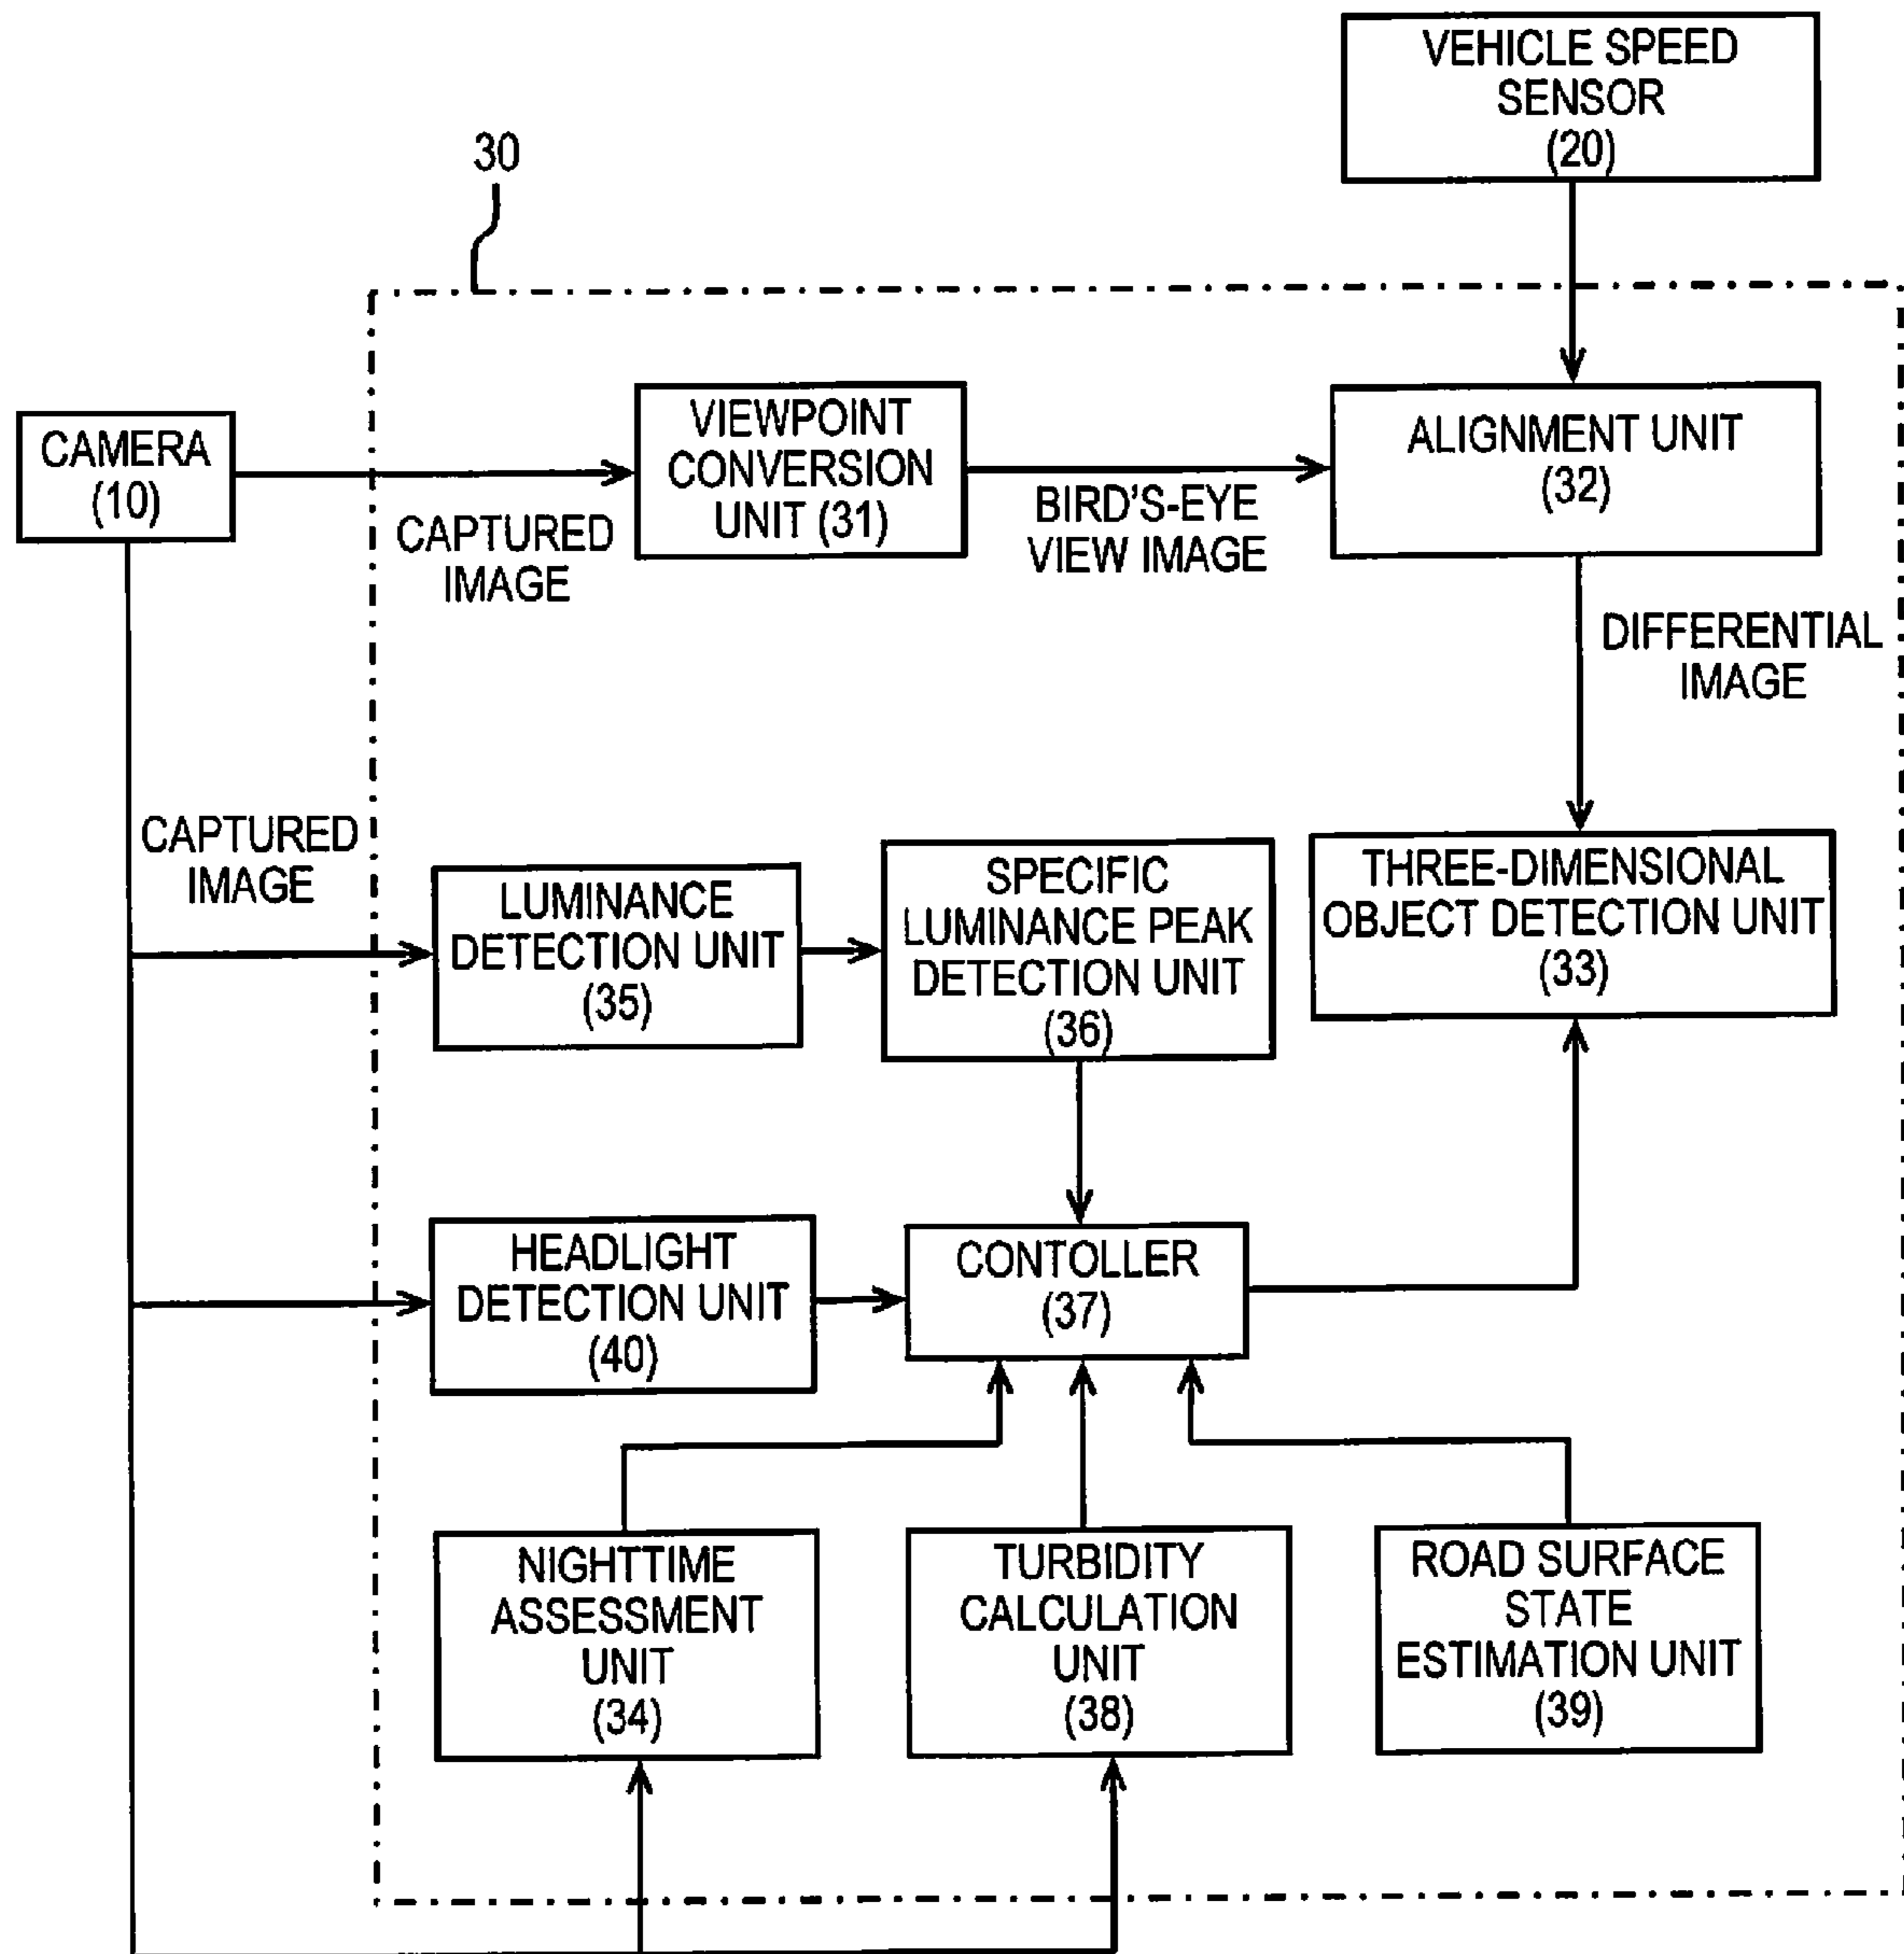 VEHICLE SPEED
SENSOR
(20)
30
CAMERA
(10)
CAPTURED
IMAGE
VIEWPOINT
CONVERSION
UNIT (31)
BIRD'S-EYE
VIEW IMAGE
ALIGNMENT UNIT
(32)
DIFFERENTIAL
IMAGE
CAPTURED
IMAGE
LUMINANCE
DETECTION UNIT
(35)
SPECIFIC
LUMINANCE PEAK
DETECTION UNIT
(36)
THREE-DIMENSIONAL
OBJECT DETECTION UNIT
(33)
HEADLIGHT
DETECTION UNIT
(40)
CONTOLLER
(37)
NIGHTTIME
ASSESSMENT
UNIT
(34)
TURBIDITY
CALCULATION
UNIT
(38)
ROAD SURFACE
STATE
ESTIMATION UNIT
(39)